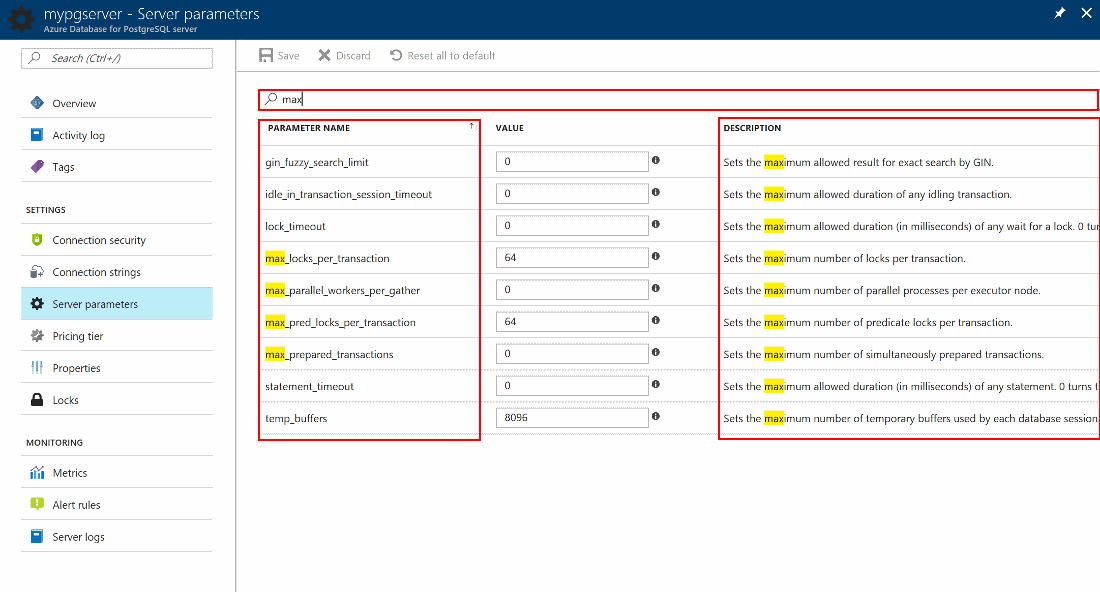 mypgserver - Server parameters
Azure Database for PostgreSQL server
Search (Ctrl+/)
Overview
Activity log
Tags
SETTINGS
Connection security
Connection strings
Server parameters
Pricing tier
Properties
Locks
MONITORING
Metrics
Alert rules
Server logs
Save Discard Reset all to default
max
PARAMETER NAME VALUE DESCRIPTION
gin_fuzzy_search_limit 0 Sets the maximum allowed result for exact search by GIN.
idle_in_transaction_session_timeout 0 Sets the maximum allowed duration of any idling transaction.
lock_timeout 0 Sets the maximum allowed duration (in milliseconds) of any wait for a lock. 0 tur
max_locks_per_transaction 64 Sets the maximum number of locks per transaction.
max_parallel_workers_per_gather 0 Sets the maximum number of parallel processes per executor node.
max_pred_locks_per_transaction 64 Sets the maximum number of predicate locks per transaction.
max_prepared_transactions 0 Sets the maximum number of simultaneously prepared transactions.
statement_timeout 0 Sets the maximum allowed duration (in milliseconds) of any statement. 0 turns t
temp_buffers 8096 Sets the maximum number of temporary buffers used by each database session.